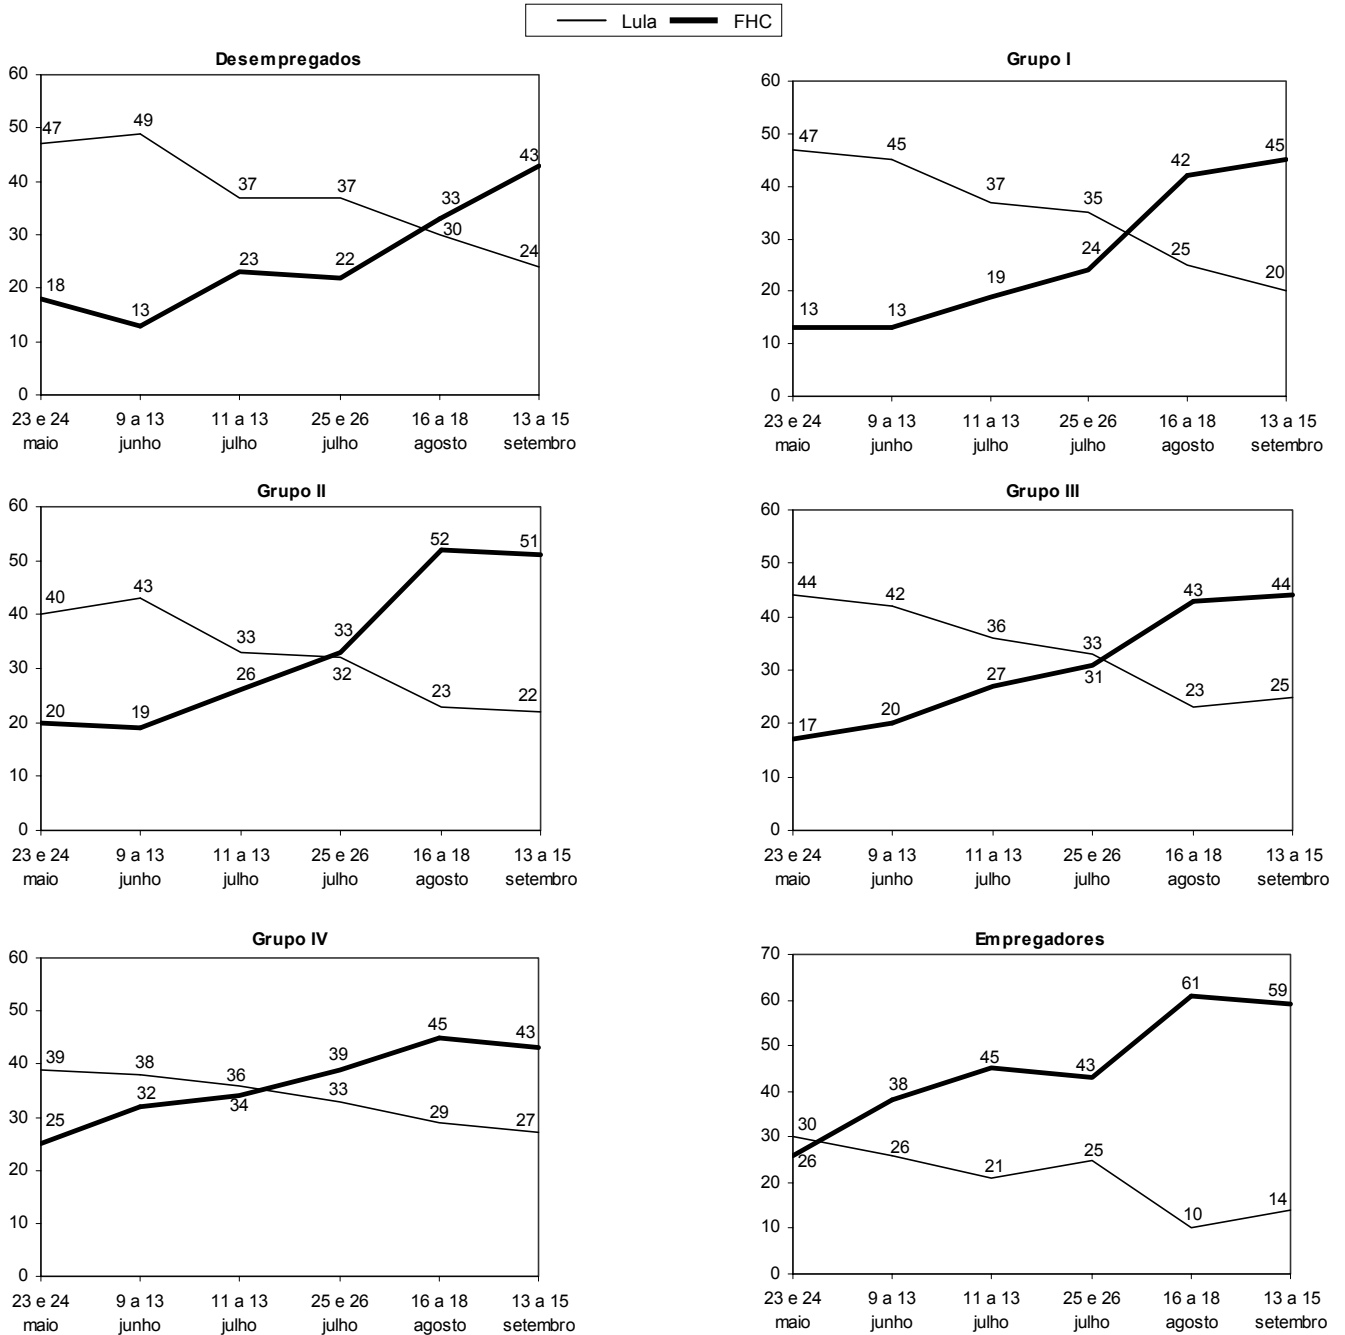 Lula FHC
Desempregados
60
50
40
30
20
10
0
47 49 37 37 30 24
18 13 23 22 33 43
23 e 24 maio
9 a 13 junho
11 a 13 julho
25 e 26 julho
16 a 18 agosto
13 a 15 setembro
Grupo I
60
50
40
30
20
10
0
47 45 37 35 25 20
13 13 19 24 42 45
23 e 24 maio
9 a 13 junho
11 a 13 julho
25 e 26 julho
16 a 18 agosto
13 a 15 setembro
Grupo II
60
50
40
30
20
10
0
40 43 33 32 23 22
20 19 26 33 52 51
23 e 24 maio
9 a 13 junho
11 a 13 julho
25 e 26 julho
16 a 18 agosto
13 a 15 setembro
Grupo III
60
50
40
30
20
10
0
44 42 36 33 23 25
17 20 27 31 43 44
23 e 24 maio
9 a 13 junho
11 a 13 julho
25 e 26 julho
16 a 18 agosto
13 a 15 setembro
Grupo IV
60
50
40
30
20
10
0
39 38 36 33 29 27
25 32 34 39 45 43
23 e 24 maio
9 a 13 junho
11 a 13 julho
25 e 26 julho
16 a 18 agosto
13 a 15 setembro
Empregadores
70
60
50
40
30
20
10
0
30 26 21 25 10 14
26 38 45 43 61 59
23 e 24 maio
9 a 13 junho
11 a 13 julho
25 e 26 julho
16 a 18 agosto
13 a 15 setembro